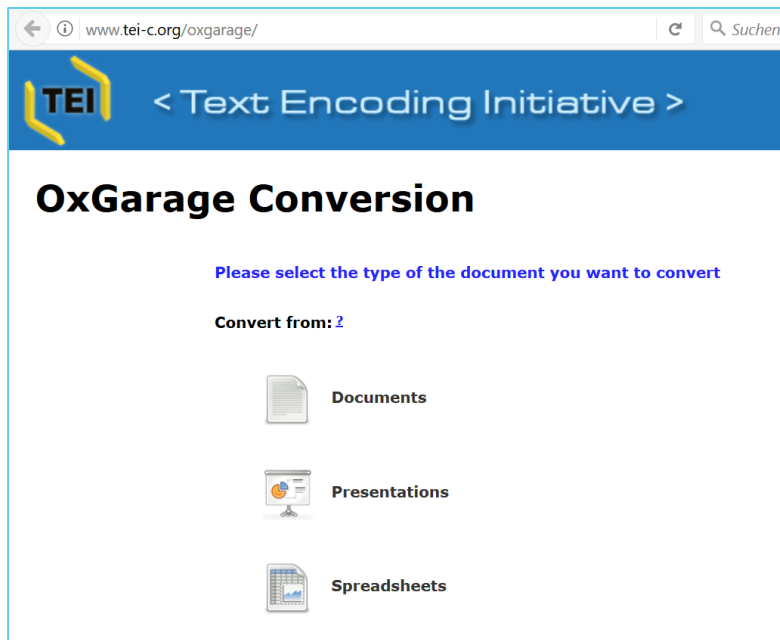 www.tei-c.org/oxgarage/
Suchen
TEI
< Text Encoding Initiative >
OxGarage Conversion
Please select the type of the document you want to convert
Convert from: ?
Documents
Presentations
Spreadsheets